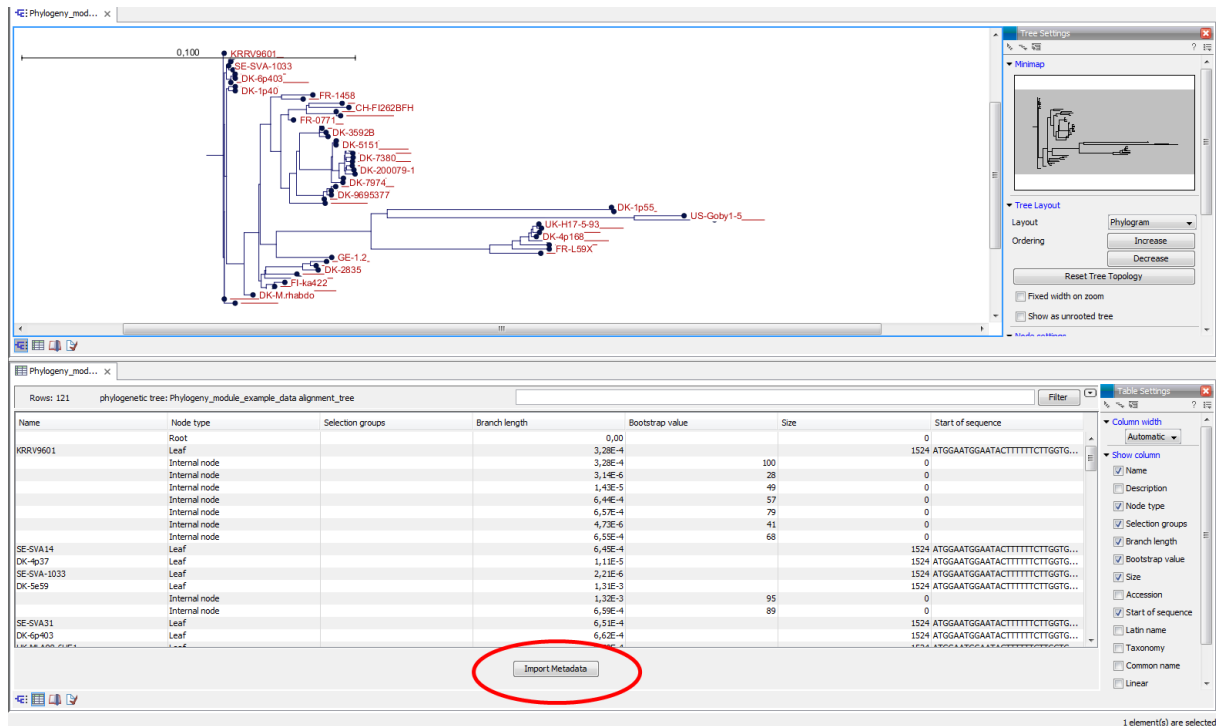 Phylogeny_mod...
0,100
KRRV9601_
SE-SVA-1033
DK-6p403
DK-1p40
FR-1458
CH-FI262BFH
FR-0771_
DK-3592B
DK-5151
DK-7380
DK-200079-1
DK-7974_
DK-9695377
DK-1p55_
US-Goby1-5
UK-H17-5-93
DK-4p168
FR-L59X
GE-1.2_
DK-2835
FI-ka422
DK-M.rhabdo
Tree Settings
Minimap
Tree Layout
Layout Phylogram
Ordering Increase
Decrease
Reset Tree Topology
Fixed width on zoom
Show as unrooted tree
Node settings
Phylogeny_mod...
Rows: 121 phylogenetic tree: Phylogeny_module_example_data alignment_tree Filter
Name Node type Selection groups Branch length Bootstrap value Size Start of sequence
Root 0,00 0
KRRV9601 Leaf 3,28E-4 1524 ATGGAATGGAATACTTTTTTCTTGGTG...
Internal node 3,28E-4 100 0
Internal node 3,14E-6 28 0
Internal node 1,43E-5 49 0
Internal node 6,44E-4 57 0
Internal node 6,57E-4 79 0
Internal node 4,73E-6 41 0
Internal node 6,55E-4 68 0
SE-SVA14 Leaf 6,45E-4 1524 ATGGAATGGAATACTTTTTTCTTGGTG...
DK-4p37 Leaf 1,11E-5 1524 ATGGAATGGAATACTTTTTTCTTGGTG...
SE-SVA-1033 Leaf 2,21E-6 1524 ATGGAATGGAATACTTTTTTCTTGGTG...
DK-5e59 Leaf 1,31E-3 1524 ATGGAATGGAATACTTTTTTCTTGGTG...
Internal node 1,32E-3 95 0
Internal node 6,59E-4 89 0
SE-SVA31 Leaf 6,51E-4 1524 ATGGAATGGAATACTTTTTTCTTGGTG...
DK-6p403 Leaf 6,62E-4 1524 ATGGAATGGAATACTTTTTTCTTGGTG...
Import Metadata
Table Settings
Column width
Automatic
Show column
Name
Description
Node type
Selection groups
Branch length
Bootstrap value
Size
Accession
Start of sequence
Latin name
Taxonomy
Common name
Linear
1 element(s) are selected